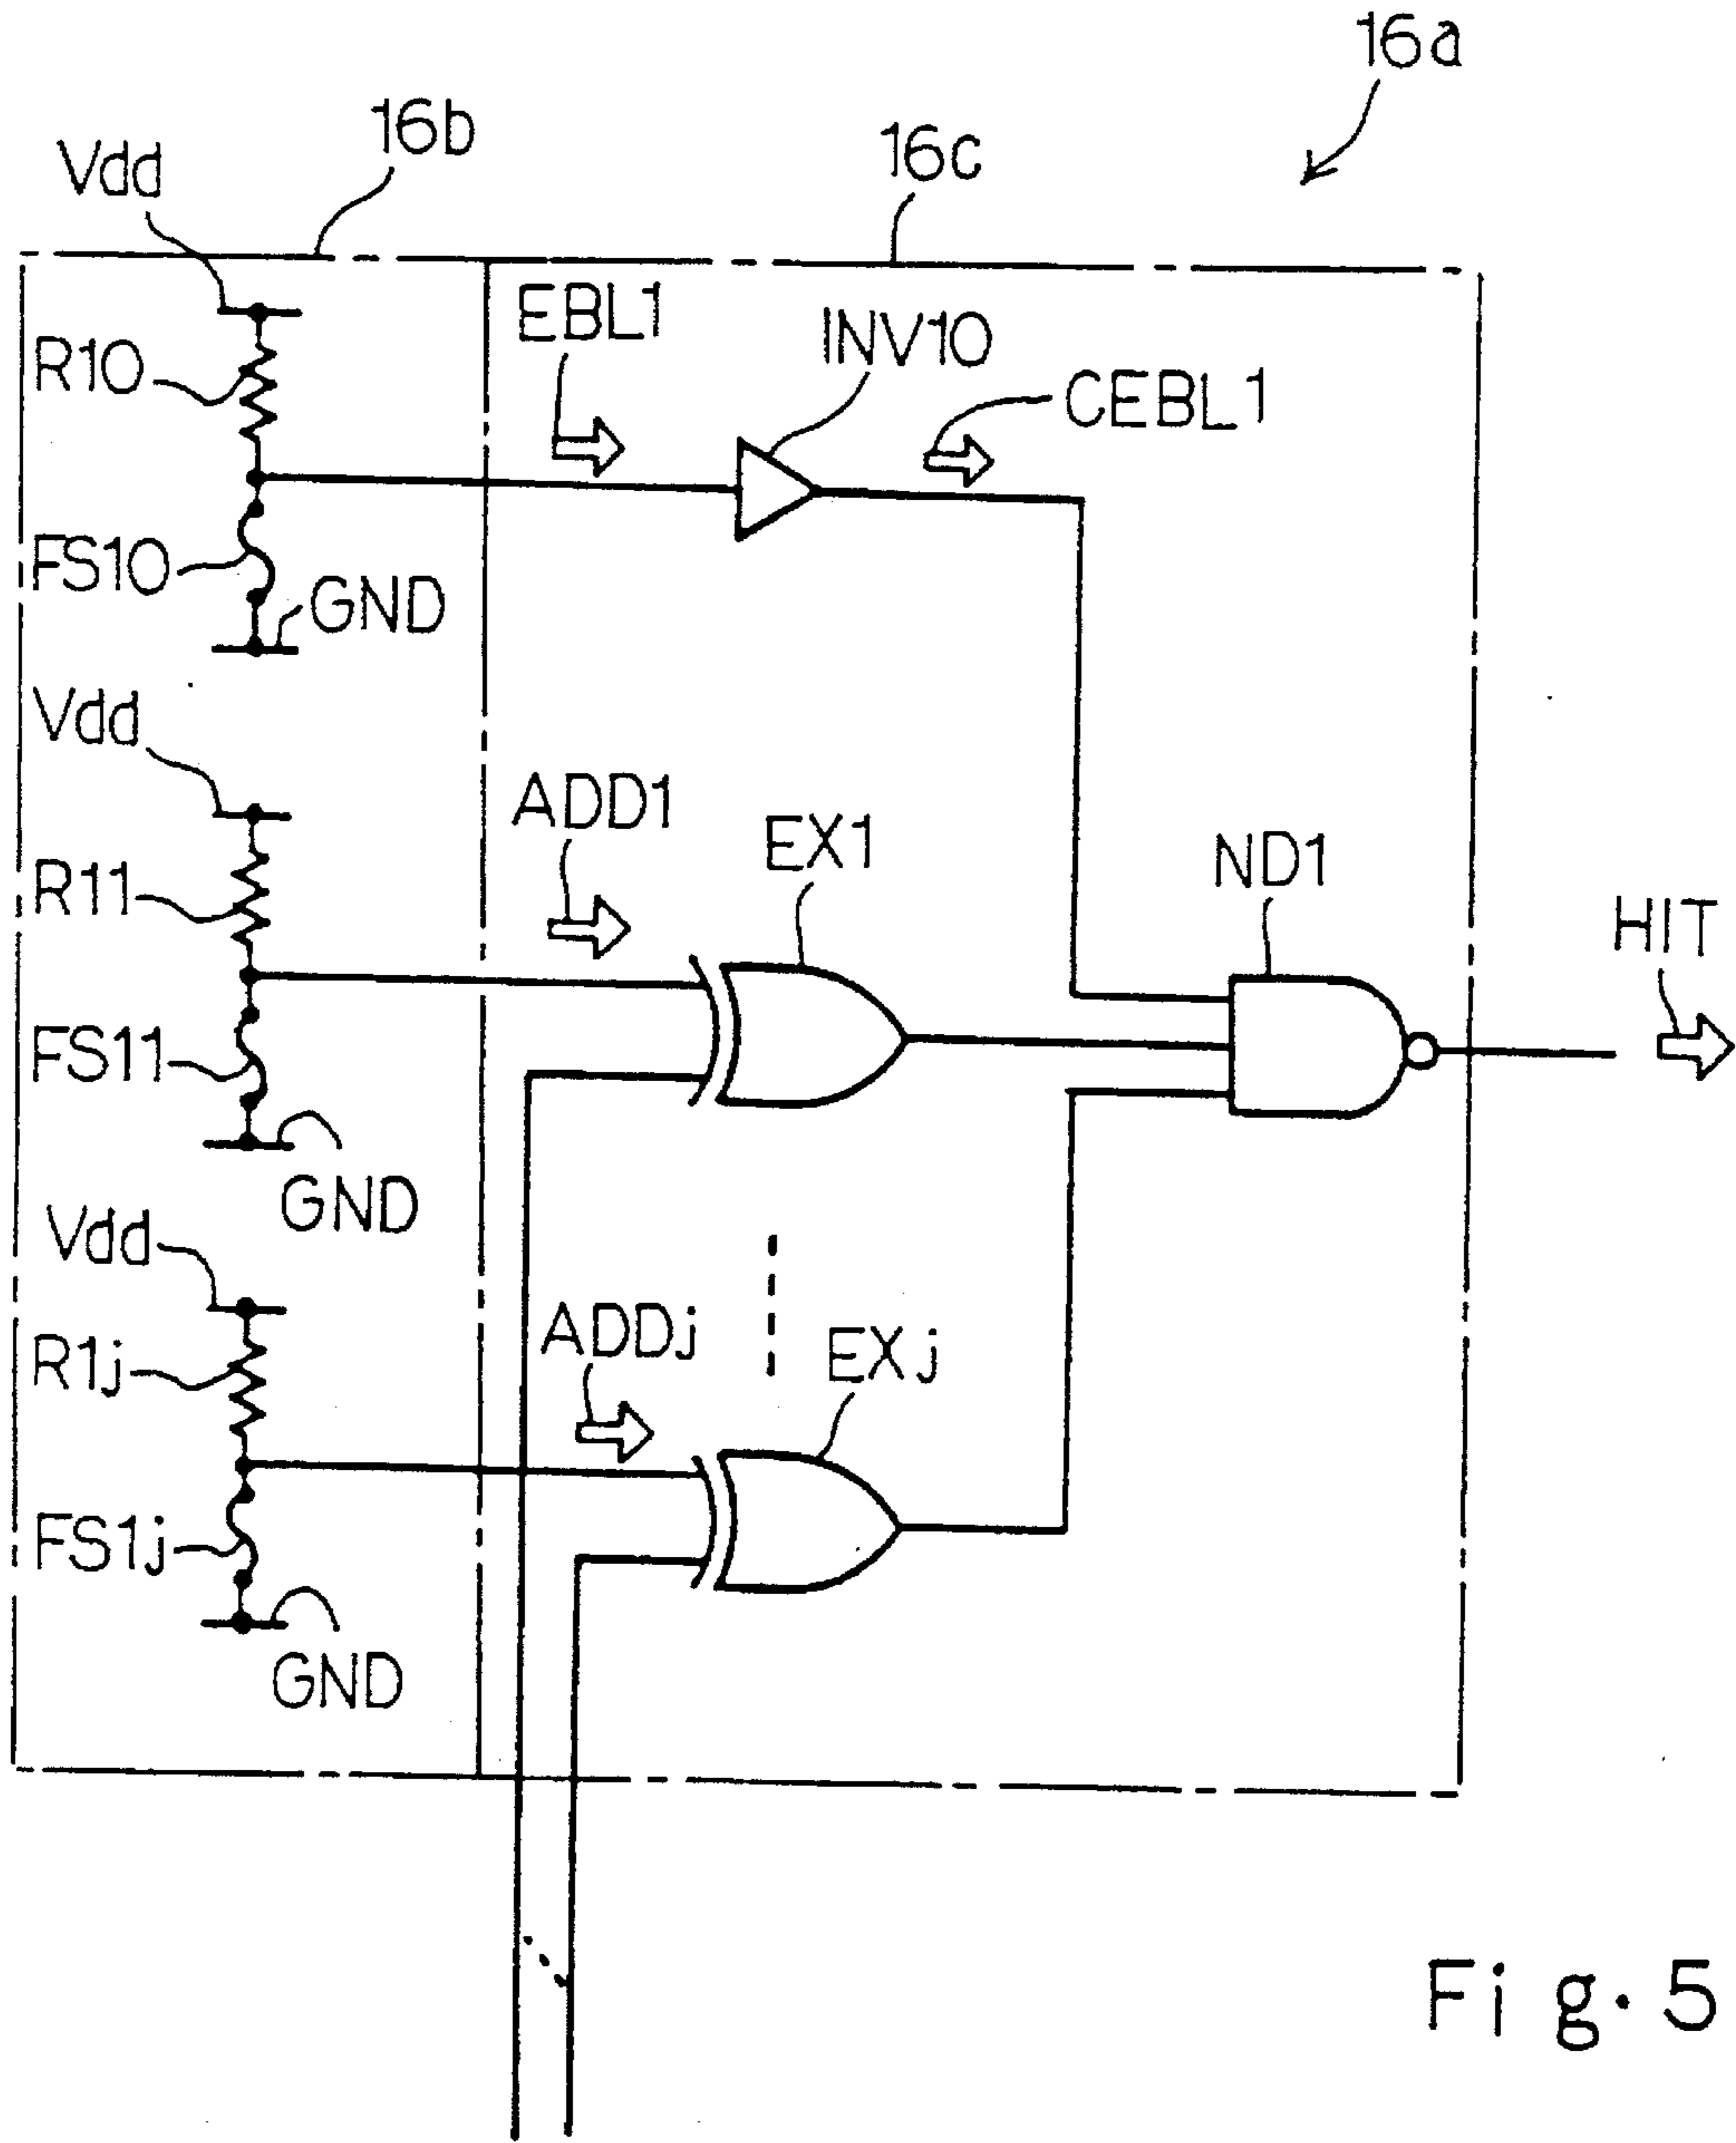 16a
16b
16c
Vdd
EBL1
INV10
R10
CEBL1
FS10
GND
Vdd
ADD1
EX1
ND1
R11
HIT
FS11
GND
Vdd
ADDj
EXj
R1j
FS1j
GND
Fig. 5